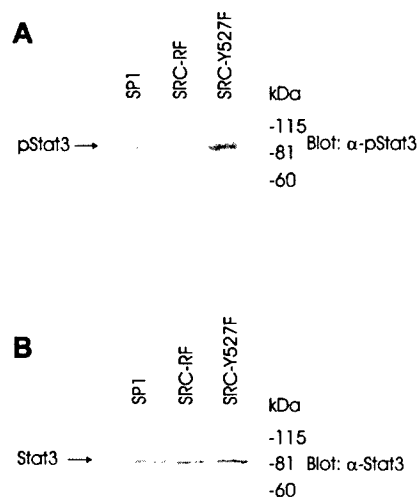 A
SP1
SRC-RF
SRC-Y527F
kDa
-115
pStat3
-81
Blot: α-pStat3
-60
B
SP1
SRC-RF
SRC-Y527F
kDa
-115
Stat3
-81
Blot: α-Stat3
-60